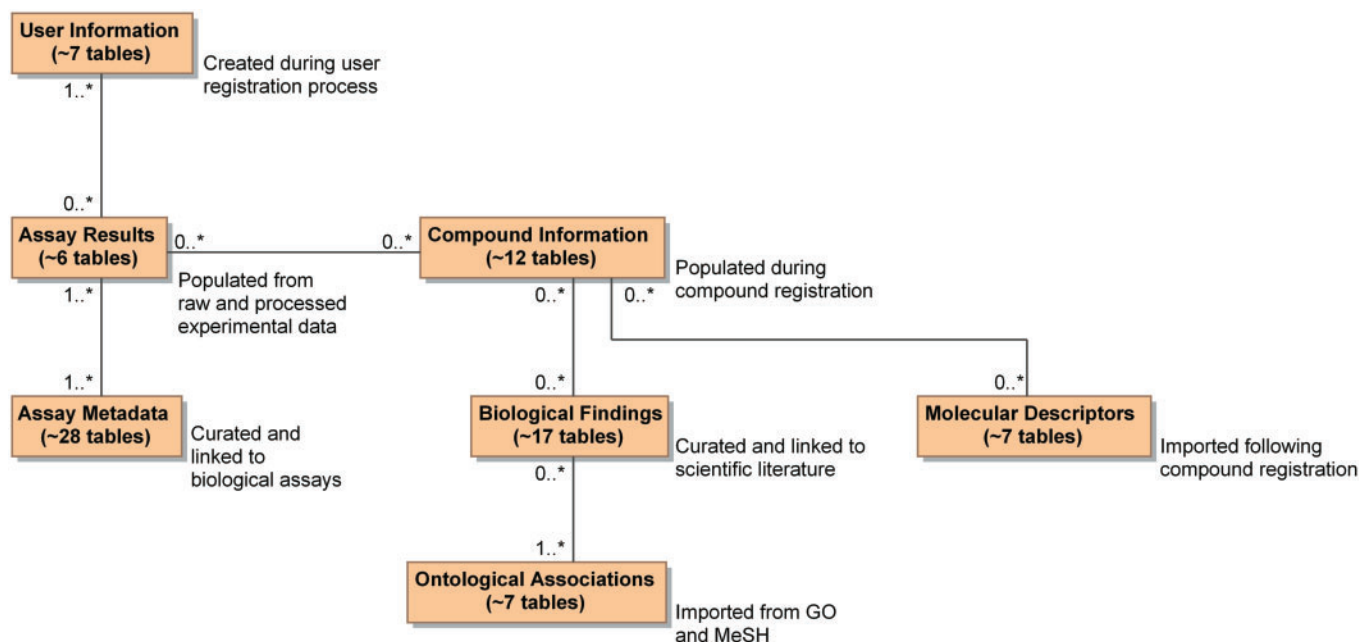 User Information
(~7 tables)
Created during user
registration process
1..*
0..*
Assay Results
(~6 tables)
0..*
0..*
Compound Information
(~12 tables)
Populated from
raw and processed
experimental data
Populated during
compound registration
1..*
0..*
0..*
1..*
0..*
0..*
Assay Metadata
(~28 tables)
Curated and
linked to
biological assays
Biological Findings
(~17 tables)
Curated and linked to
scientific literature
Molecular Descriptors
(~7 tables)
Imported following
compound registration
0..*
1..*
Ontological Associations
(~7 tables)
Imported from GO
and MeSH